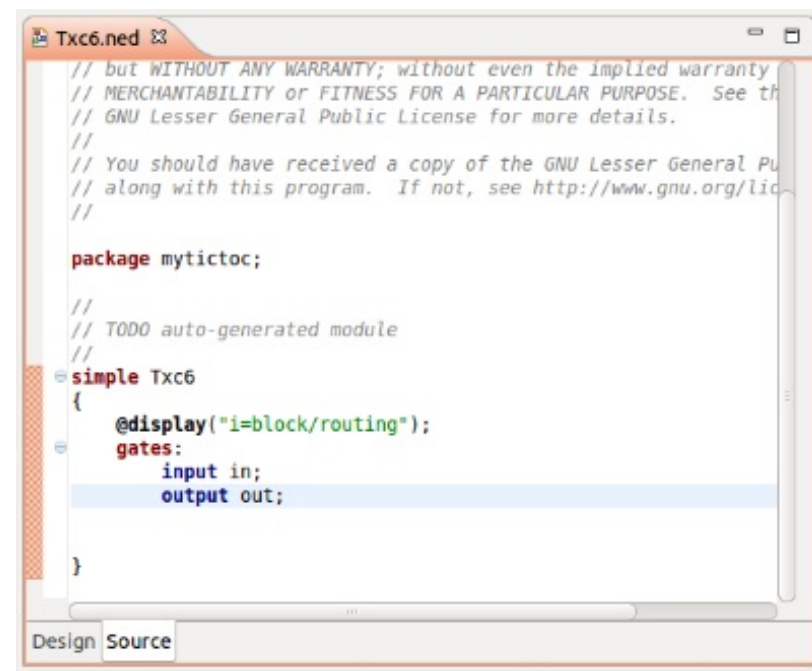 Txc6.ned
// but WITHOUT ANY WARRANTY; without even the implied warranty
// MERCHANTABILITY or FITNESS FOR A PARTICULAR PURPOSE.  See th
// GNU Lesser General Public License for more details.
//
// You should have received a copy of the GNU Lesser General Pu
// along with this program.  If not, see http://www.gnu.org/lic
//
package mytictoc;
//
// TODO auto-generated module
//
simple Txc6
{
    @display("i=block/routing");
    gates:
        input in;
        output out;
}
Design Source